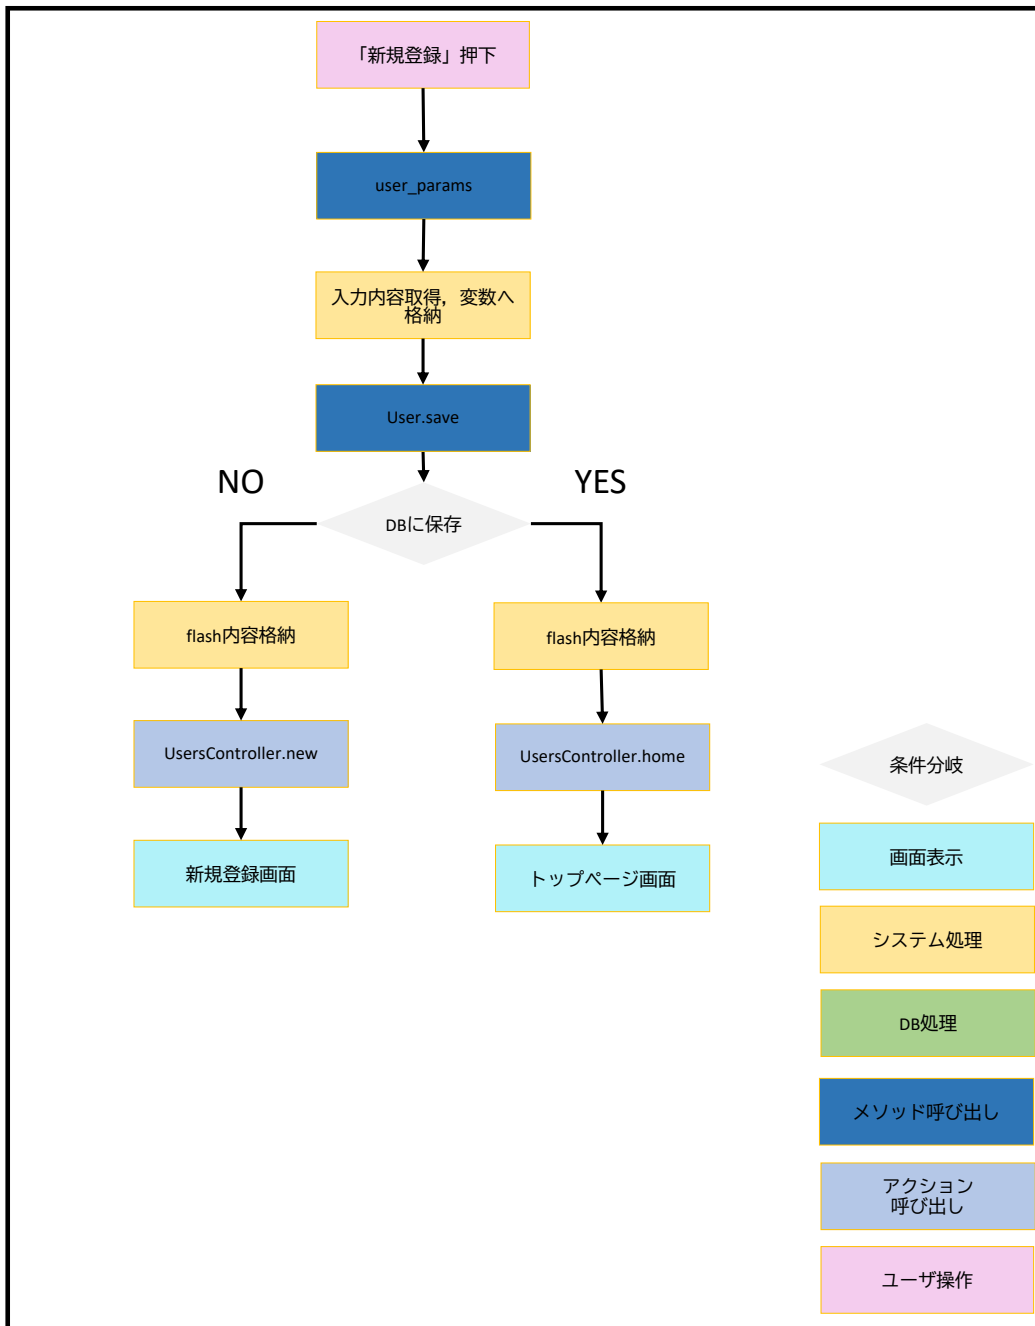 「新規登録」押下
user_params
入力内容取得，変数へ
格納
User.save
NO
YES
DBに保存
flash内容格納
flash内容格納
UsersController.new
UsersController.home
新規登録画面
トップページ画面
条件分岐
画面表示
システム処理
DB処理
メソッド呼び出し
アクション
呼び出し
ユーザ操作